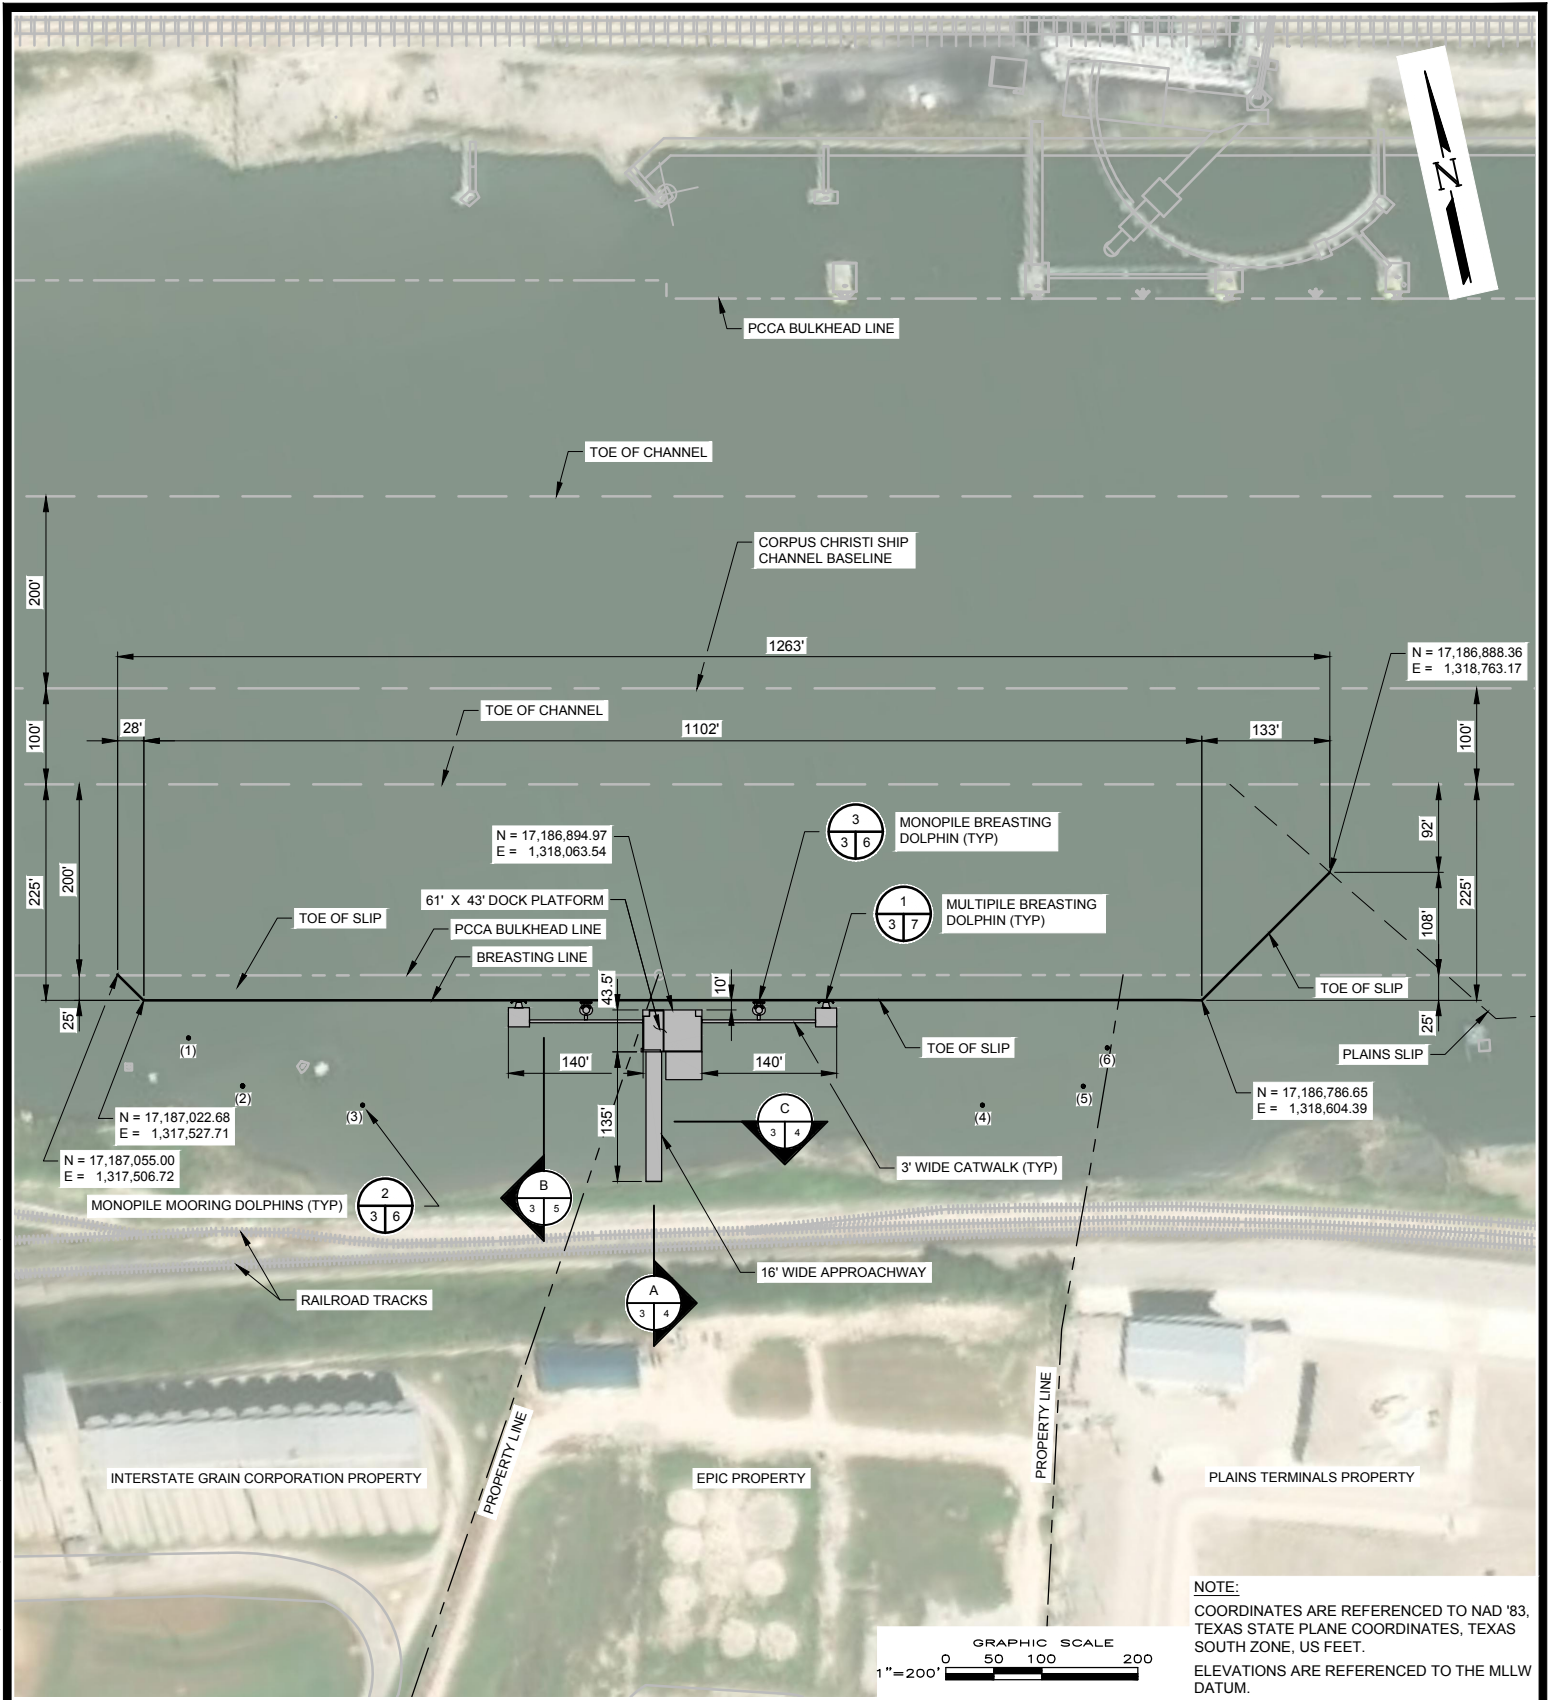 N
PCCA BULKHEAD LINE
TOE OF CHANNEL
CORPUS CHRISTI SHIP
CHANNEL BASELINE
200'
1263'
N = 17,186,888.36
E = 1,318,763.17
TOE OF CHANNEL
100'
28'
1102'
133'
100'
N = 17,186,894.97
E = 1,318,063.54
3
3 6
MONOPILE BREASTING
DOLPHIN (TYP)
92'
225'
200'
61' X 43' DOCK PLATFORM
1
3 7
MULTIPILE BREASTING
DOLPHIN (TYP)
225'
108'
TOE OF SLIP
PCCA BULKHEAD LINE
BREASTING LINE
43.5'
10'
TOE OF SLIP
25'
25'
(1)
TOE OF SLIP
(6)
PLAINS SLIP
140'
140'
(2)
(3)
(4)
(5)
N = 17,187,022.68
E = 1,317,527.71
135'
C
3 4
N = 17,186,786.65
E = 1,318,604.39
N = 17,187,055.00
E = 1,317,506.72
3' WIDE CATWALK (TYP)
MONOPILE MOORING DOLPHINS (TYP)
2
3 6
B
3 5
16' WIDE APPROACHWAY
RAILROAD TRACKS
A
3 4
PROPERTY LINE
PROPERTY LINE
INTERSTATE GRAIN CORPORATION PROPERTY
EPIC PROPERTY
PLAINS TERMINALS PROPERTY
NOTE:
COORDINATES ARE REFERENCED TO NAD '83,
TEXAS STATE PLANE COORDINATES, TEXAS
SOUTH ZONE, US FEET.
ELEVATIONS ARE REFERENCED TO THE MLLW
DATUM.
GRAPHIC SCALE
0 50 100 200
1"=200'